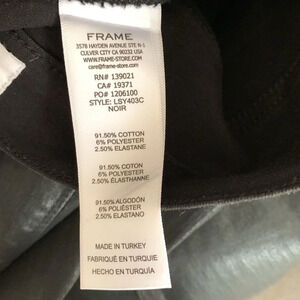 FRAME
3578 HAYDEN AVENUE STE N-1
CULVER CITY CA 90232 USA
WWW.FRAME-STORE.COM
care@frame-store.com
RN# 139021
CA# 19371
PO# 1206100
STYLE: LSY403C
NOIR
91.50% COTTON
6% POLYESTER
2.50% ELASTANE
91.50% COTON
6% POLYESTER
2.50% ÉLASTHANNE
91.50% ALGODÓN
6% POLIÉSTER
2.50% ELASTANO
MADE IN TURKEY
FABRIQUÉ EN TURQUIE
HECHO EN TURQUÍA